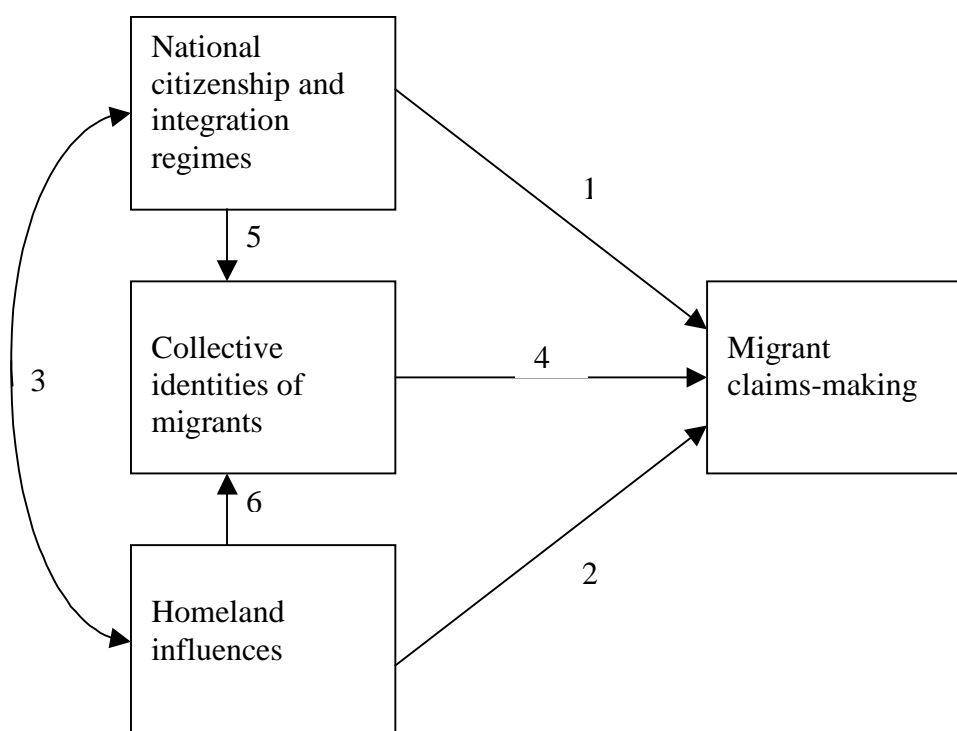 National
citizenship and
integration
regimes
1
5
Collective
identities of
migrants
4
Migrant
claims-making
3
6
2
Homeland
influences